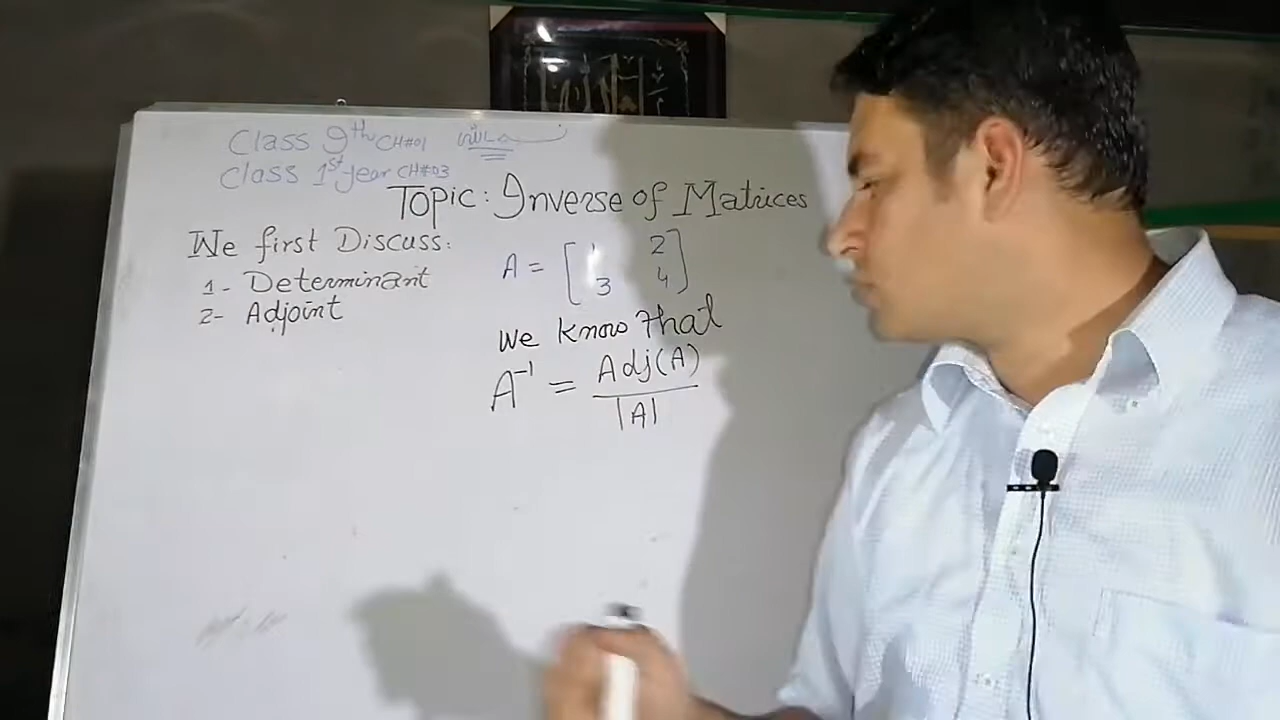 Class 9th CH#01
Class 1st year CH#03
Topic: Inverse of Matrices
We first Discuss:
1- Determinant
2- Adjoint
A = [1 2
3 4]
We know that
A⁻¹ = Adj(A)
|A|